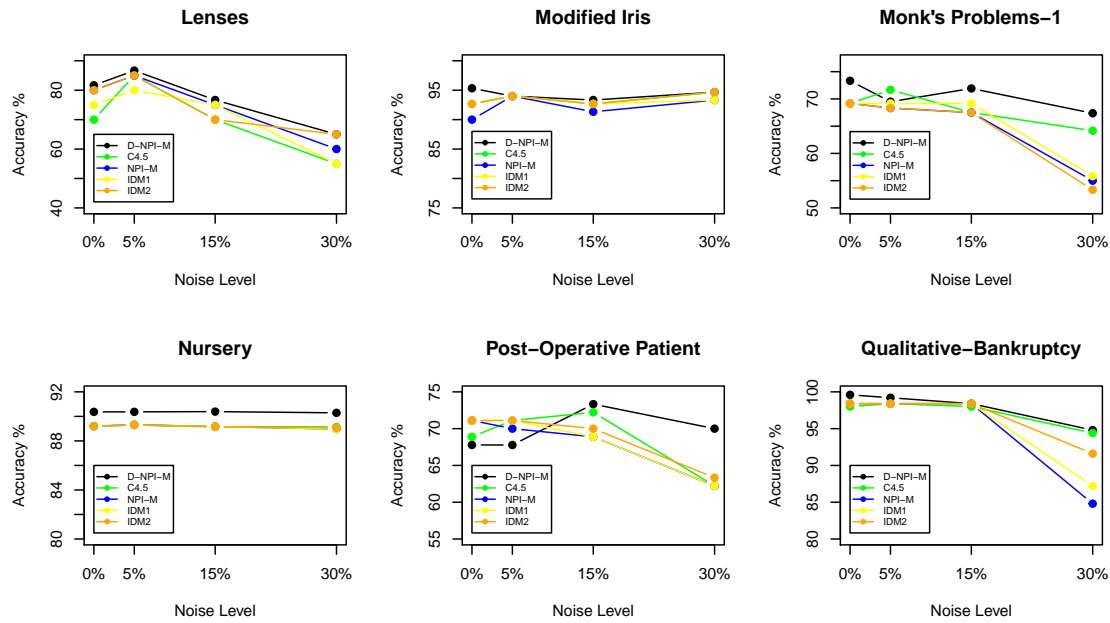 Lenses
Accuracy %
80
60
40
D−NPI−M
C4.5
NPI−M
IDM1
IDM2
0% 5% 15% 30%
Noise Level
Modified Iris
Accuracy %
95
85
75
D−NPI−M
C4.5
NPI−M
IDM1
IDM2
0% 5% 15% 30%
Noise Level
Monk's Problems−1
Accuracy %
70
60
50
D−NPI−M
C4.5
NPI−M
IDM1
IDM2
0% 5% 15% 30%
Noise Level
Nursery
Accuracy %
92
88
84
80
D−NPI−M
C4.5
NPI−M
IDM1
IDM2
0% 5% 15% 30%
Noise Level
Post−Operative Patient
Accuracy %
75
70
65
60
55
D−NPI−M
C4.5
NPI−M
IDM1
IDM2
0% 5% 15% 30%
Noise Level
Qualitative−Bankruptcy
Accuracy %
100
95
90
85
80
D−NPI−M
C4.5
NPI−M
IDM1
IDM2
0% 5% 15% 30%
Noise Level